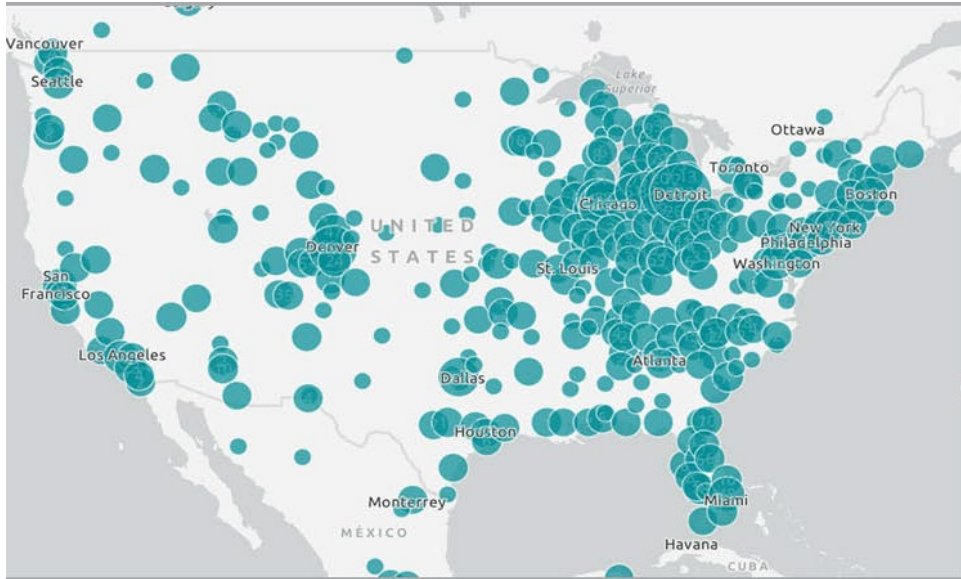 Vancouver
Seattle
Lake
Superior
Ottawa
Toronto
Boston
Detroit
Chicago
New York
Philadelphia
Washington
UNITED
STATES
Denver
St. Louis
San
Francisco
Los Angeles
Atlanta
Dallas
Houston
Monterrey
Miami
MÉXICO
Havana
CUBA